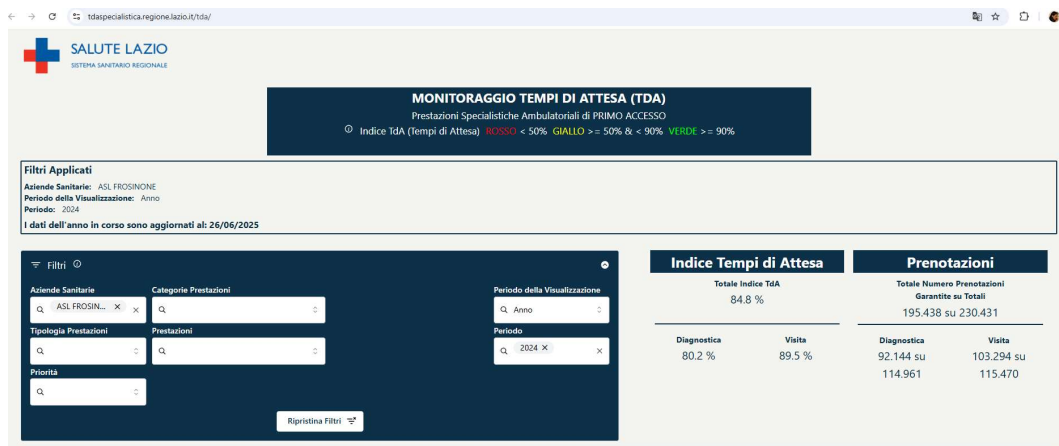 tdaspecialistica.regione.lazio.it/tda/
SALUTE LAZIO
SISTEMA SANITARIO REGIONALE
MONITORAGGIO TEMPI DI ATTESA (TDA)
Prestazioni Specialistiche Ambulatoriali di PRIMO ACCESSO
Indice TdA (Tempi di Attesa) ROSSO < 50% GIALLO >= 50% & < 90% VERDE >= 90%
Filtri Applicati
Aziende Sanitarie: ASL FROSINONE
Periodo della Visualizzazione: Anno
Periodo: 2024
I dati dell'anno in corso sono aggiornati al: 26/06/2025
Filtri
Aziende Sanitarie Categorie Prestazioni Periodo della Visualizzazione
ASL FROSIN... Anno
Tipologia Prestazioni Prestazioni Periodo
2024
Priorità
Ripristina Filtri
Indice Tempi di Attesa
Totale Indice TdA
84.8 %
Diagnostica Visita
80.2 % 89.5 %
Prenotazioni
Totale Numero Prenotazioni
Garantite su Totali
195.438 su 230.431
Diagnostica Visita
92.144 su 103.294 su
114.961 115.470